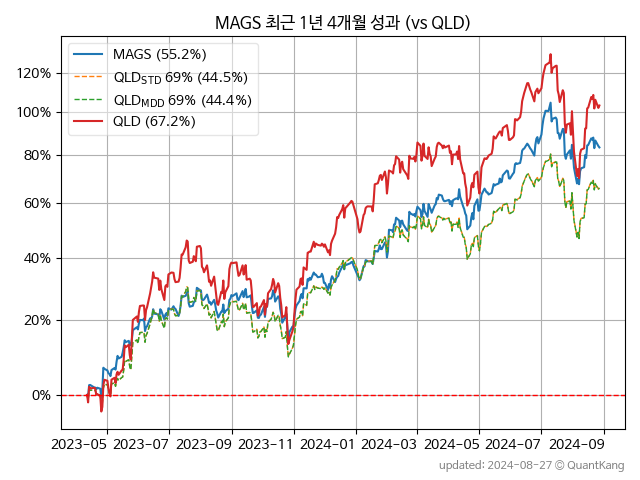 MAGS 최근 1년 4개월 성과 (vs QLD)
MAGS (55.2%)
QLD_STD 69% (44.5%)
QLD_MDD 69% (44.4%)
QLD (67.2%)
120%
100%
80%
60%
40%
20%
0%
2023-05 2023-07 2023-09 2023-11 2024-01 2024-03 2024-05 2024-07 2024-09
updated: 2024-08-27 © QuantKang